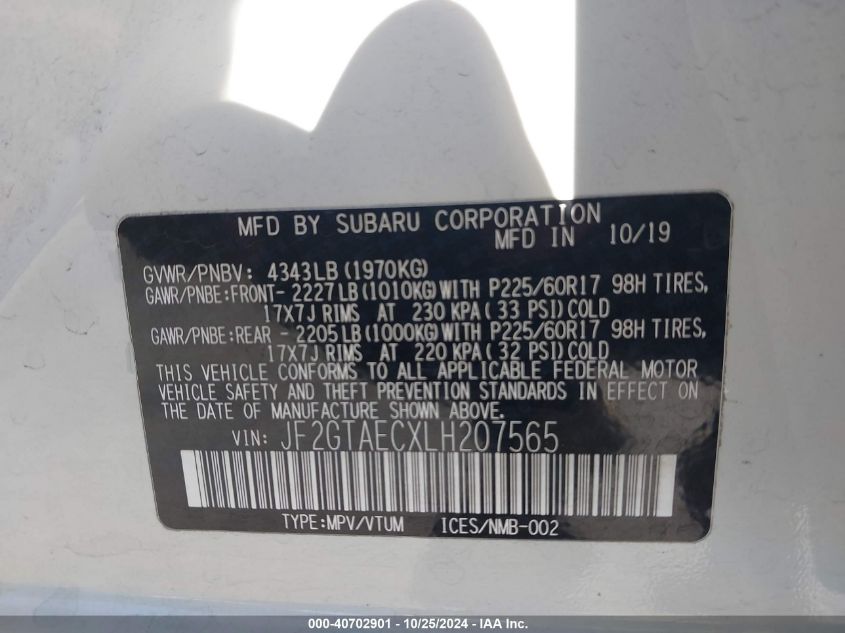 MFD BY SUBARU CORPORATION
MFD IN 10/19
GVWR/PNBV: 4343LB(1970KG)
GAWR/PNBE:FRONT- 2227LB(1010KG)WITH P225/60R17 98H TIRES,
17X7J RIMS AT 230 KPA(33 PSI)COLD
GAWR/PNBE:REAR - 2205LB(1000KG)WITH P225/60R17 98H TIRES,
17X7J RIMS AT 220 KPA(32 PSI)COLD
THIS VEHICLE CONFORMS TO ALL APPLICABLE FEDERAL MOTOR
VEHICLE SAFETY AND THEFT PREVENTION STANDARDS IN EFFECT ON
THE DATE OF MANUFACTURE SHOWN ABOVE.
VIN: JF2GTAECXLH207565
TYPE:MPV/VTUM ICES/NMB-002
000-40702901 - 10/25/2024 - IAA Inc.